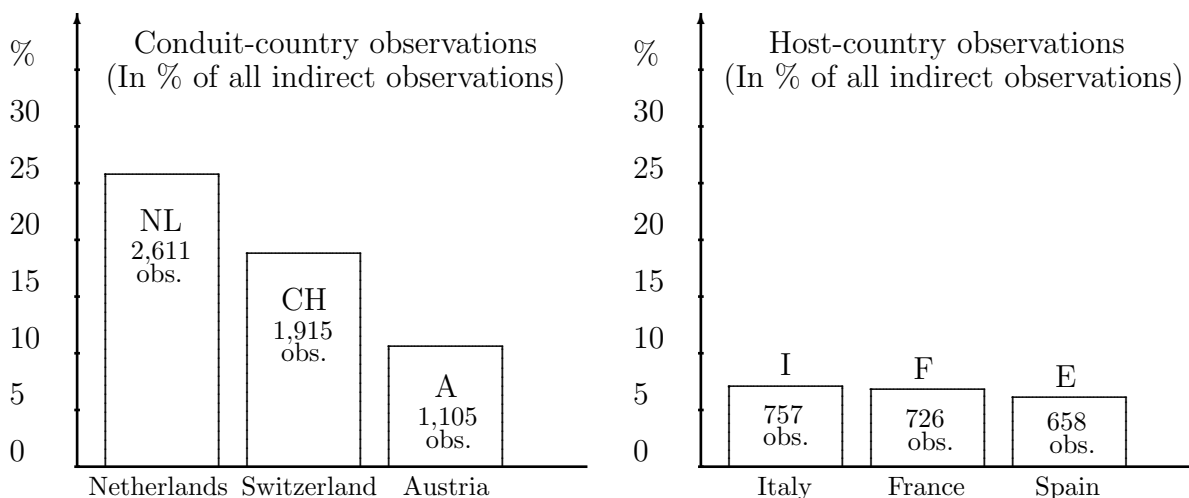 %
Conduit-country observations
(In % of all indirect observations)
30
25
20
15
10
5
0
NL
2,611
obs.
CH
1,915
obs.
A
1,105
obs.
Netherlands Switzerland Austria
%
Host-country observations
(In % of all indirect observations)
30
25
20
15
10
5
0
I
757
obs.
F
726
obs.
E
658
obs.
Italy France Spain